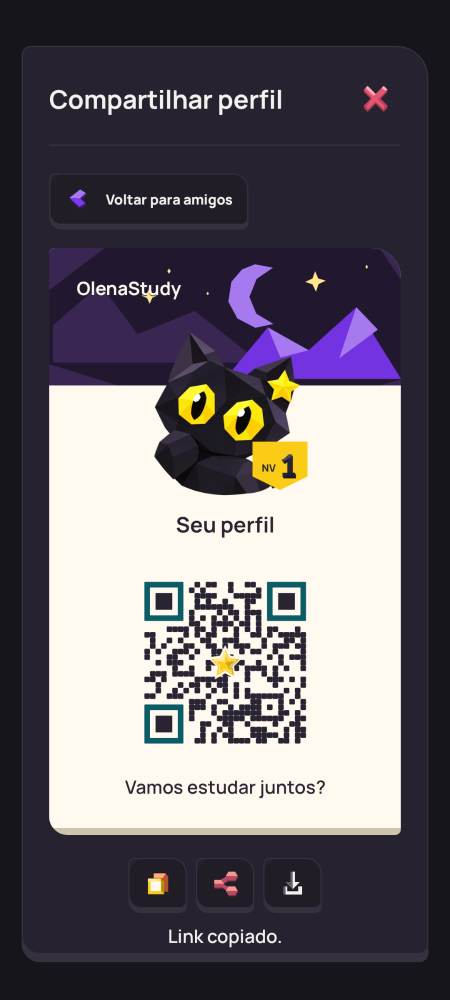 Compartilhar perfil
Voltar para amigos
OlenaStudy
NV 1
Seu perfil
Vamos estudar juntos?
Link copiado.